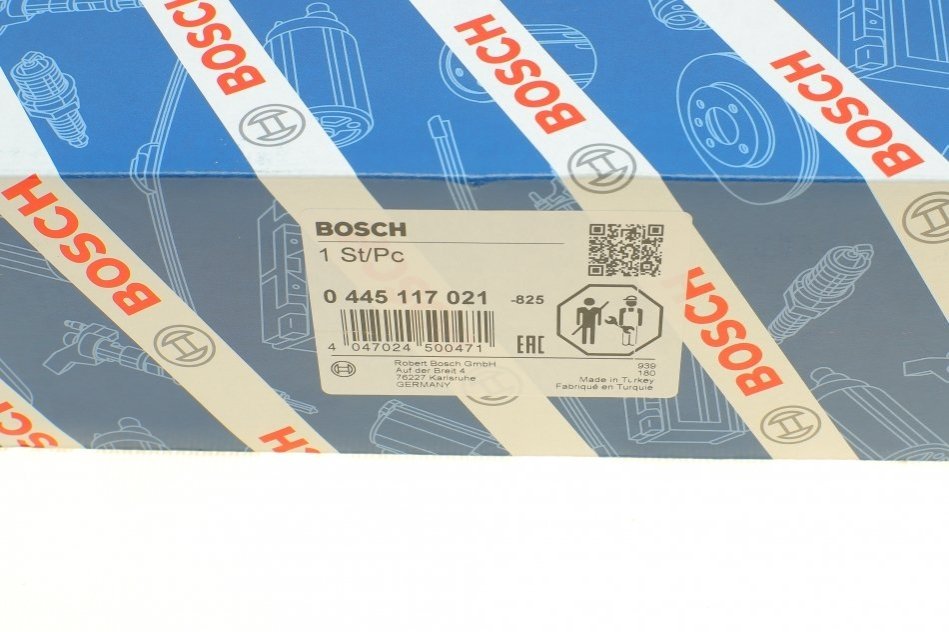 BOSCH
BOSCH
BOSCH
BOSCH
BOSCH
BOSCH
1 St/Pc
0 445 117 021 -825
4 047024 500471
EAC
Robert Bosch GmbH
Auf der Breit 4
76227 Karlsruhe
GERMANY
939
180
Made in Turkey
Fabriqué en Turquie
BOSCH